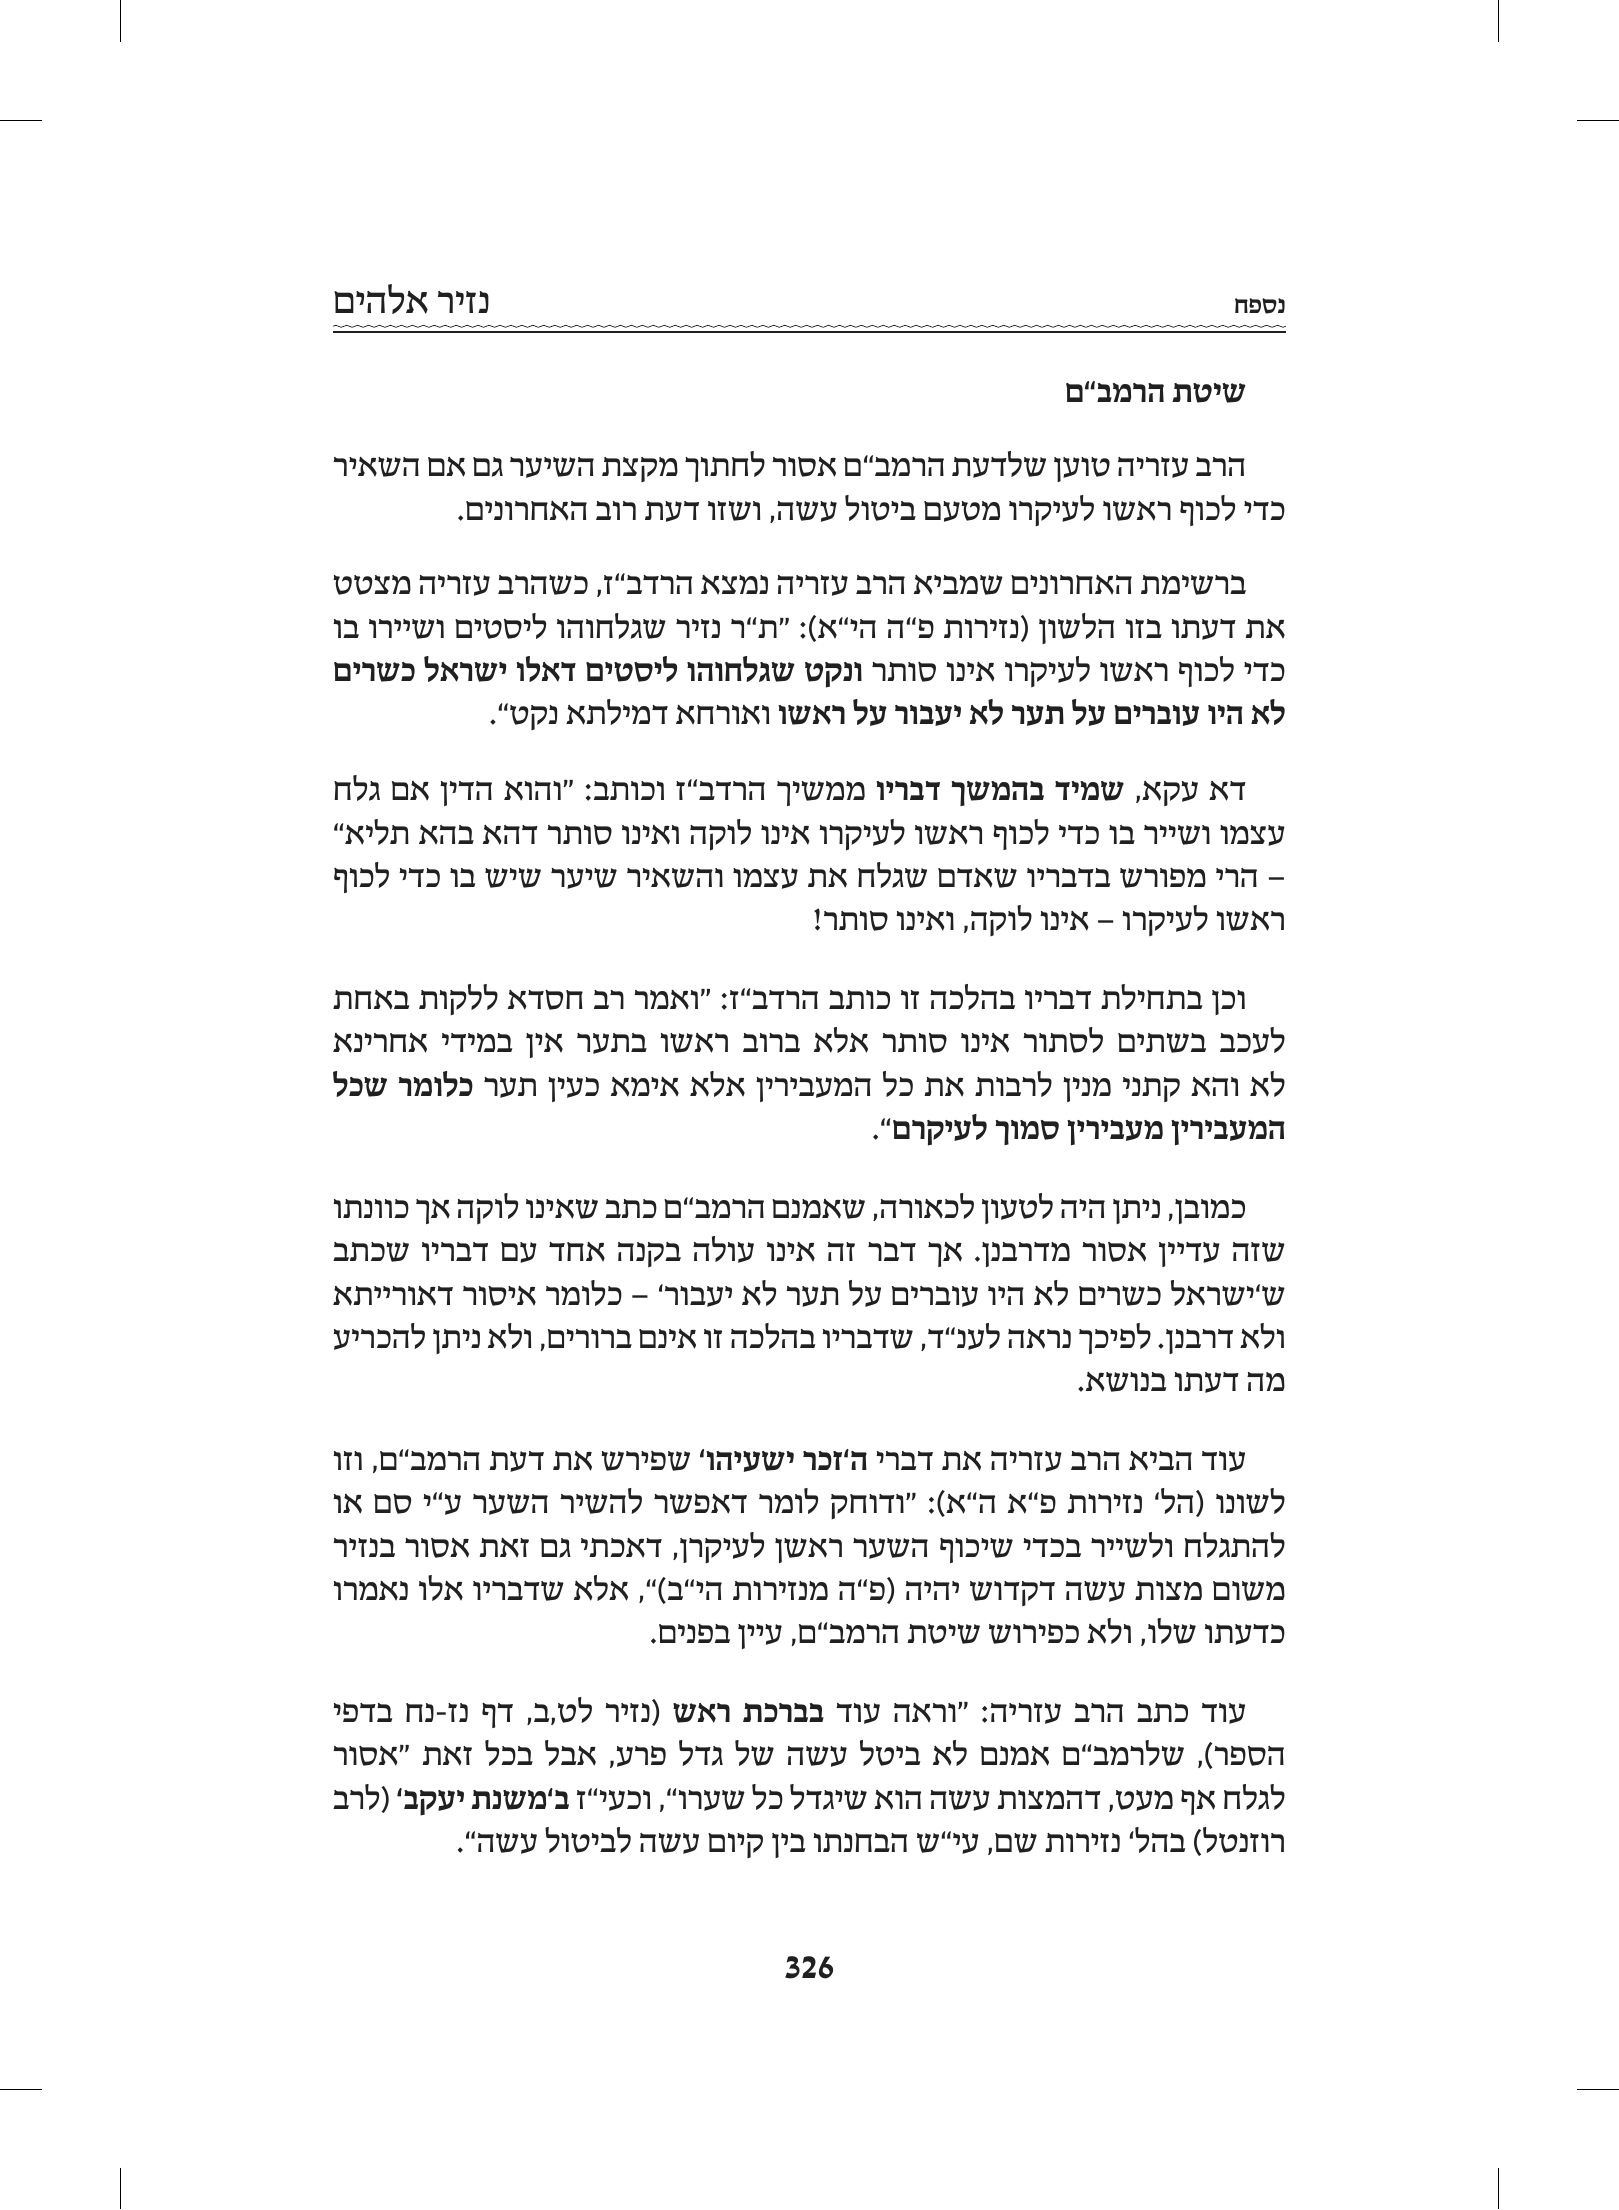 נספח
נזיר אלהים
שיטת הרמב“ם
הרב עזריה טוען שלדעת הרמב“ם אסור לחתוך מקצת השיער גם אם השאיר
כדי לכוף ראשו לעיקרו מטעם ביטול עשה, ושזו דעת רוב האחרונים.
ברשימת האחרונים שמביא הרב עזריה נמצא הרדב“ז, כשהרב עזריה מצטט
את דעתו בזו הלשון (נזירות פ“ה הי“א): ”ת“ר נזיר שגלחוהו ליסטים ושיירו בו
כדי לכוף ראשו לעיקרו אינו סותר ונקט שגלחוהו ליסטים דאלו ישראל כשרים
לא היו עוברים על תער לא יעבור על ראשו ואורחא דמילתא נקט“.
דא עקא, שמיד בהמשך דבריו ממשיך הרדב“ז וכותב: ”והוא הדין אם גלח
עצמו ושייר בו כדי לכוף ראשו לעיקרו אינו לוקה ואינו סותר דהא בהא תליא“
– הרי מפורש בדבריו שאדם שגלח את עצמו והשאיר שיער שיש בו כדי לכוף
ראשו לעיקרו – אינו לוקה, ואינו סותר!
וכן בתחילת דבריו בהלכה זו כותב הרדב“ז: ”ואמר רב חסדא ללקות באחת
לעכב בשתים לסתור אינו סותר אלא ברוב ראשו בתער אין במידי אחרינא
לא והא קתני מנין לרבות את כל המעבירין אלא אימא כעין תער כלומר שכל
המעבירין מעבירין סמוך לעיקרם“.
כמובן, ניתן היה לטעון לכאורה, שאמנם הרמב“ם כתב שאינו לוקה אך כוונתו
שזה עדיין אסור מדרבנן. אך דבר זה אינו עולה בקנה אחד עם דבריו שכתב
ש‘ישראל כשרים לא היו עוברים על תער לא יעבור‘ – כלומר איסור דאורייתא
ולא דרבנן. לפיכך נראה לענ“ד, שדבריו בהלכה זו אינם ברורים, ולא ניתן להכריע
מה דעתו בנושא.
עוד הביא הרב עזריה את דברי ה‘זכר ישעיהו‘ שפירש את דעת הרמב“ם, וזו
לשונו (הל‘ נזירות פ“א ה“א): ”ודוחק לומר דאפשר להשיר השער ע“י סם או
להתגלח ולשייר בכדי שיכוף השער ראשן לעיקרן, דאכתי גם זאת אסור בנזיר
משום מצות עשה דקדוש יהיה (פ“ה מנזירות הי“ב)“, אלא שדבריו אלו נאמרו
כדעתו שלו, ולא כפירוש שיטת הרמב“ם, עיין בפנים.
עוד כתב הרב עזריה: ”וראה עוד בברכת ראש (נזיר לט,ב, דף נז-נח בדפי
הספר), שלרמב“ם אמנם לא ביטל עשה של גדל פרע, אבל בכל זאת ”אסור
לגלח אף מעט, דהמצות עשה הוא שיגדל כל שערו“, וכעי“ז ב‘משנת יעקב‘ (לרב
רוזנטל) בהל‘ נזירות שם, עי“ש הבחנתו בין קיום עשה לביטול עשה“.
326